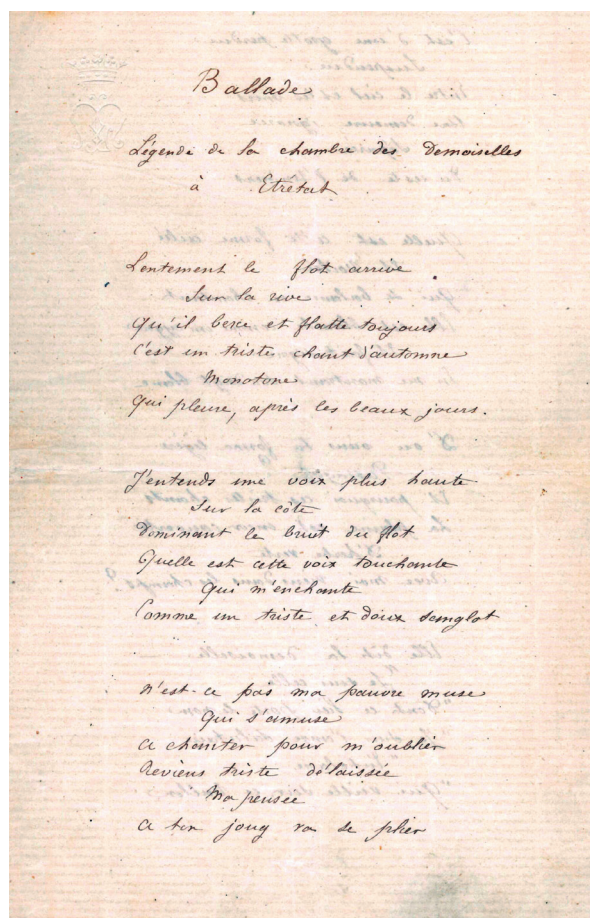 Ballade
Légende de la chambre des Demoiselles
à Etretat
Lentement le flot arrive
Sur la rive
Qu'il berce et flatte toujours
C'est un triste chant d'automne
Monotone
Qui pleure, après les beaux jours.
J'entends une voix plus haute
Sur la côte
Dominant le bruit du flot
Quelle est cette voix touchante
Qui m'enchante
Comme un triste et doux sanglot
N'est-ce pas ma pauvre muse
Qui s'amuse
A chanter pour m'oublier
Reviens triste délaissée
Ma pensée
A ton joug va se plier